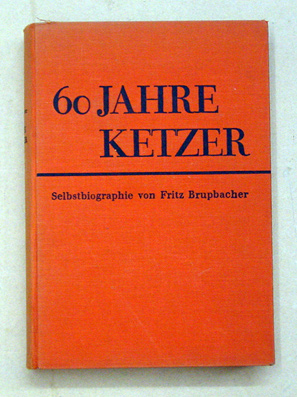 60 JAHRE
KETZER
Selbstbiographie von Fritz Brupbacher